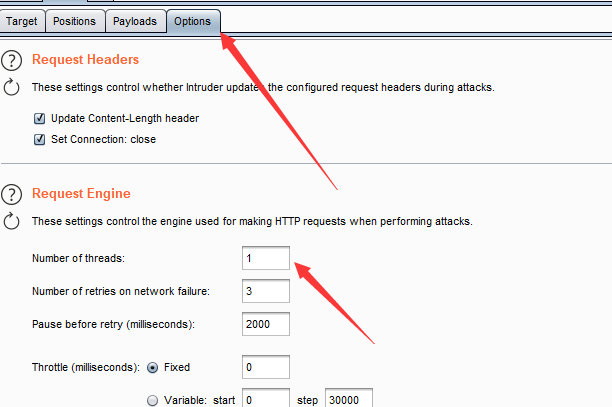 Target Positions Payloads Options
? Request Headers
These settings control whether Intruder updates the configured request headers during attacks.
Update Content-Length header
Set Connection: close
? Request Engine
These settings control the engine used for making HTTP requests when performing attacks.
Number of threads: 1
Number of retries on network failure: 3
Pause before retry (milliseconds): 2000
Throttle (milliseconds): Fixed 0
Variable: start 0 step 30000